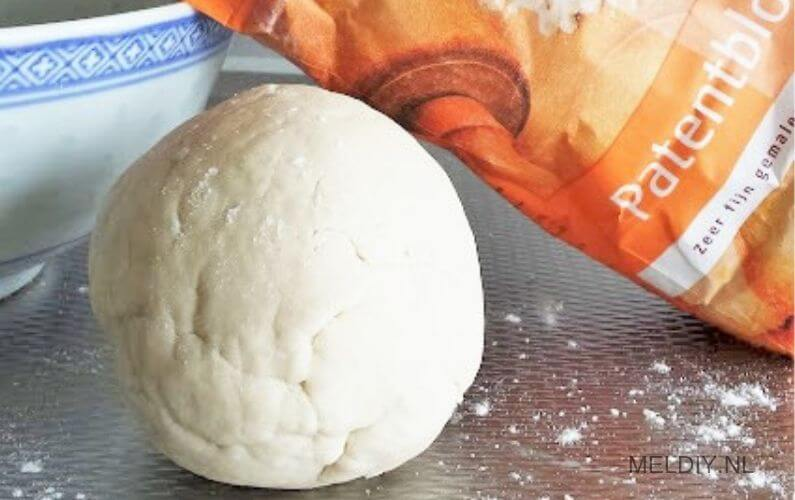 Patentblo
zeer fijn gemale
MELDIY.NL